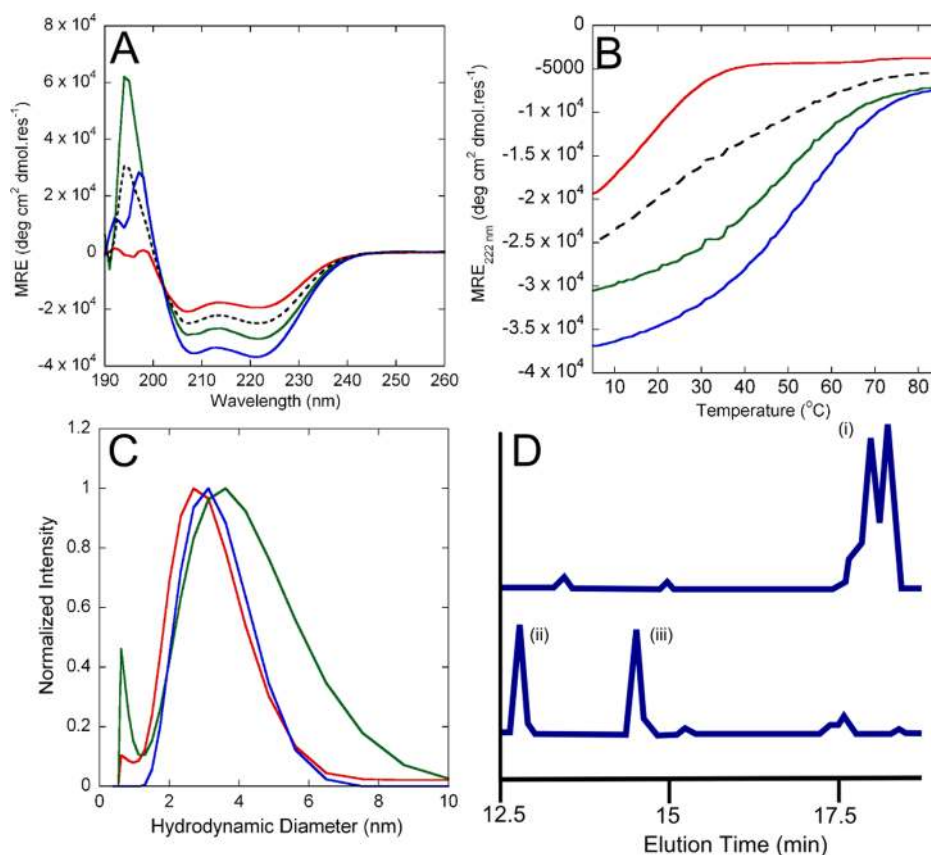 A
8 x 10⁴
6 x 10⁴
4 x 10⁴
2 x 10⁴
0
-2 x 10⁴
-4 x 10⁴
MRE (deg cm² dmol.res⁻¹)
190 200 210 220 230 240 250 260
Wavelength (nm)
B
0
-5000
-1 x 10⁴
-1.5 x 10⁴
-2 x 10⁴
-2.5 x 10⁴
-3 x 10⁴
-3.5 x 10⁴
-4 x 10⁴
MRE₂₂₂ ₙₘ (deg cm² dmol.res⁻¹)
10 20 30 40 50 60 70 80
Temperature (°C)
C
1.2
1
0.8
0.6
0.4
0.2
0
Normalized Intensity
0 2 4 6 8 10
Hydrodynamic Diameter (nm)
D
(i)
(ii)
(iii)
12.5 15 17.5
Elution Time (min)